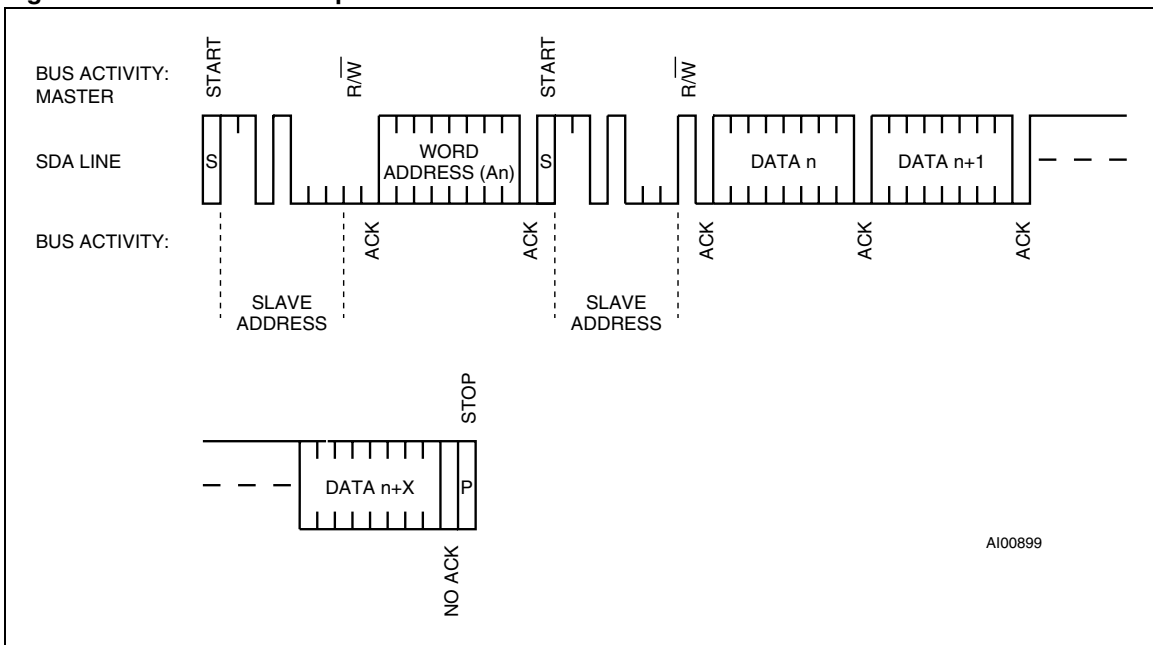 START
R/W
START
R/W
BUS ACTIVITY:
MASTER
SDA LINE
S
WORD
ADDRESS (An)
S
DATA n
DATA n+1
BUS ACTIVITY:
ACK
ACK
ACK
ACK
ACK
SLAVE
ADDRESS
SLAVE
ADDRESS
STOP
DATA n+X
P
NO ACK
AI00899